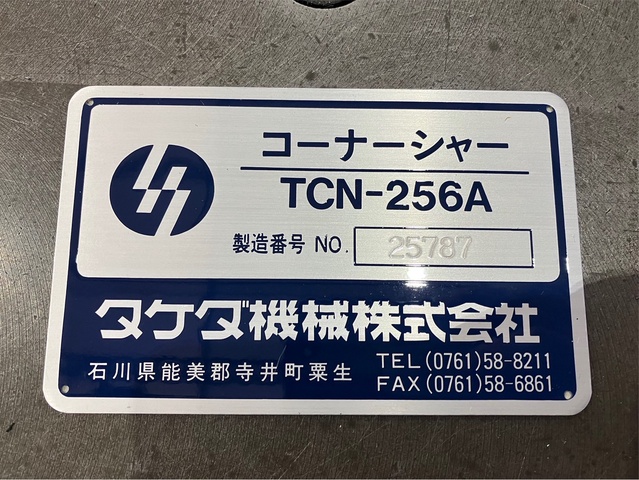 コーナーシャー
TCN-256A
製造番号 NO. 25787
タケダ機械株式会社
石川県能美郡寺井町粟生
TEL(0761)58-8211
FAX(0761)58-6861